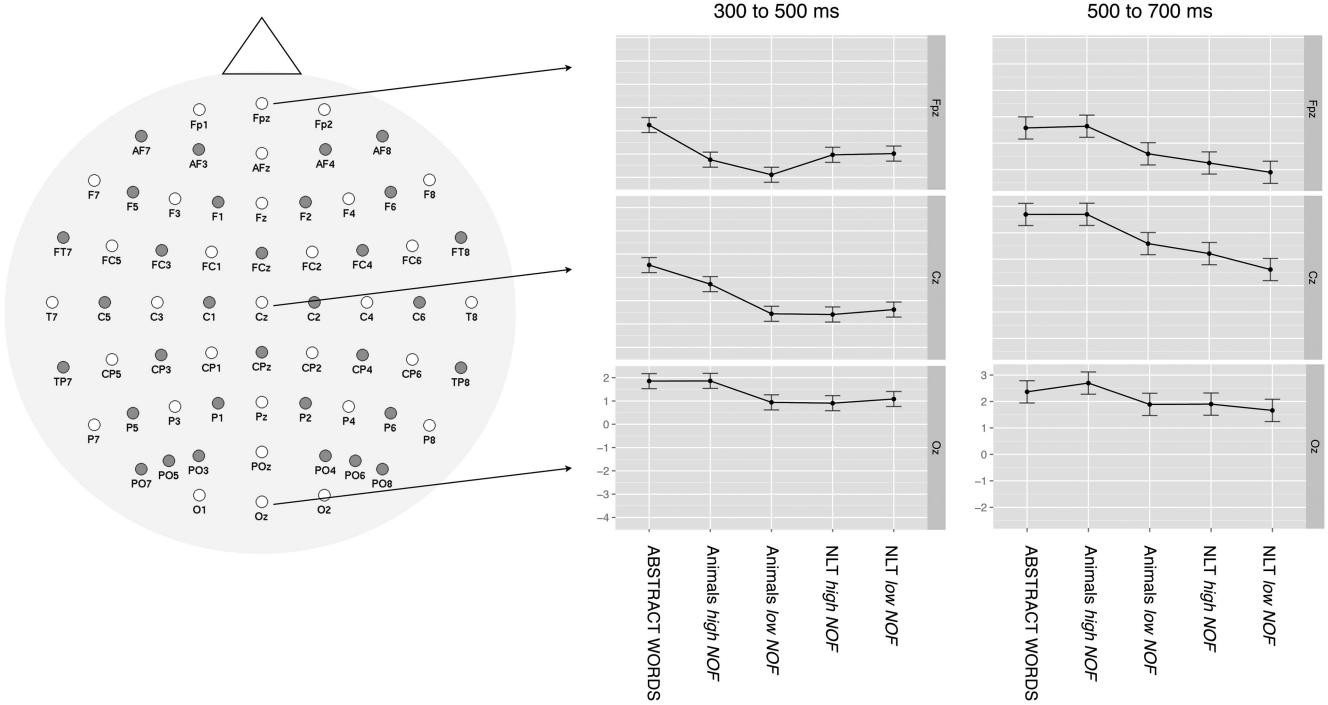 300 to 500 ms
500 to 700 ms
Fp1
Fpz
Fp2
AF7
AF3
AFz
AF4
AF8
F7
F5
F3
F1
Fz
F2
F4
F6
F8
FT7
FC5
FC3
FC1
FCz
FC2
FC4
FC6
FT8
T7
C5
C3
C1
Cz
C2
C4
C6
T8
TP7
CP5
CP3
CP1
CPz
CP2
CP4
CP6
TP8
P7
P5
P3
P1
Pz
P2
P4
P6
P8
PO7
PO5
PO3
POz
PO4
PO6
PO8
O1
Oz
O2
Fpz
Cz
Oz
2
1
0
−1
−2
−3
−4
ABSTRACT WORDS
Animals high NOF
Animals low NOF
NLT high NOF
NLT low NOF
Fpz
Cz
Oz
3
2
1
0
−1
−2
ABSTRACT WORDS
Animals high NOF
Animals low NOF
NLT high NOF
NLT low NOF